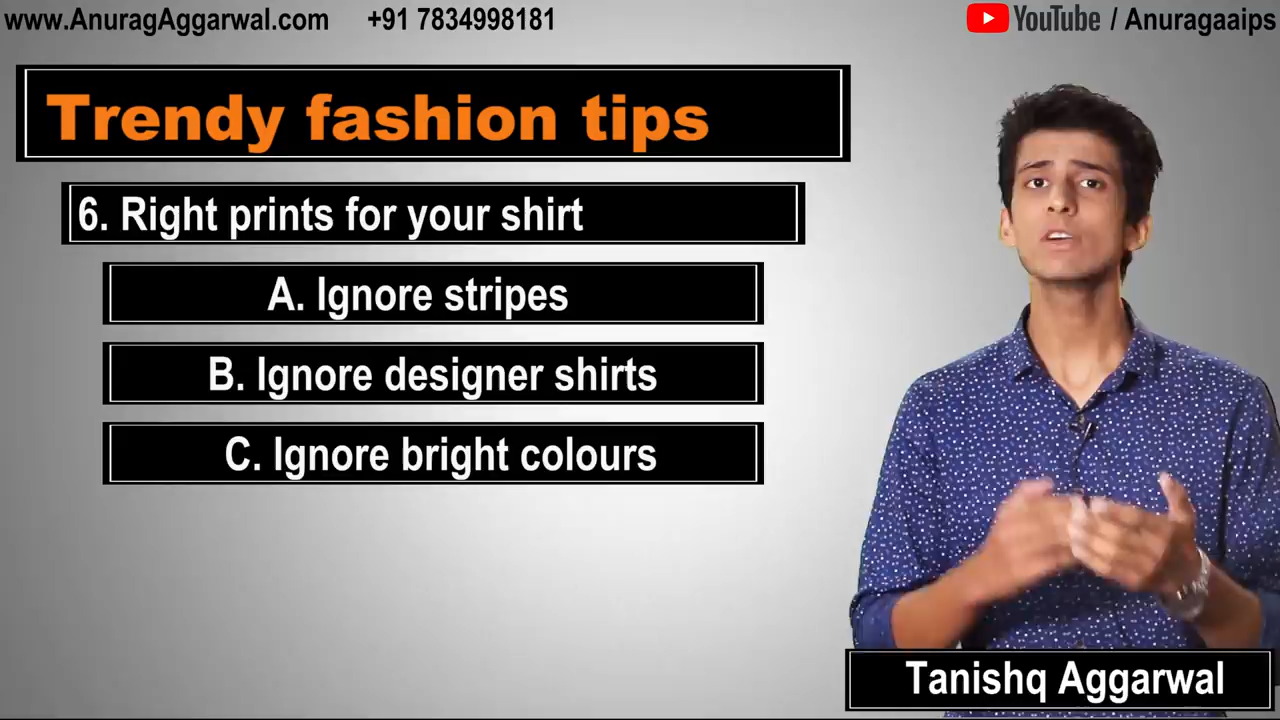 www.AnuragAggarwal.com +91 7834998181 YouTube / Anuragaaips
Trendy fashion tips
6. Right prints for your shirt
A. Ignore stripes
B. Ignore designer shirts
C. Ignore bright colours
Tanishq Aggarwal